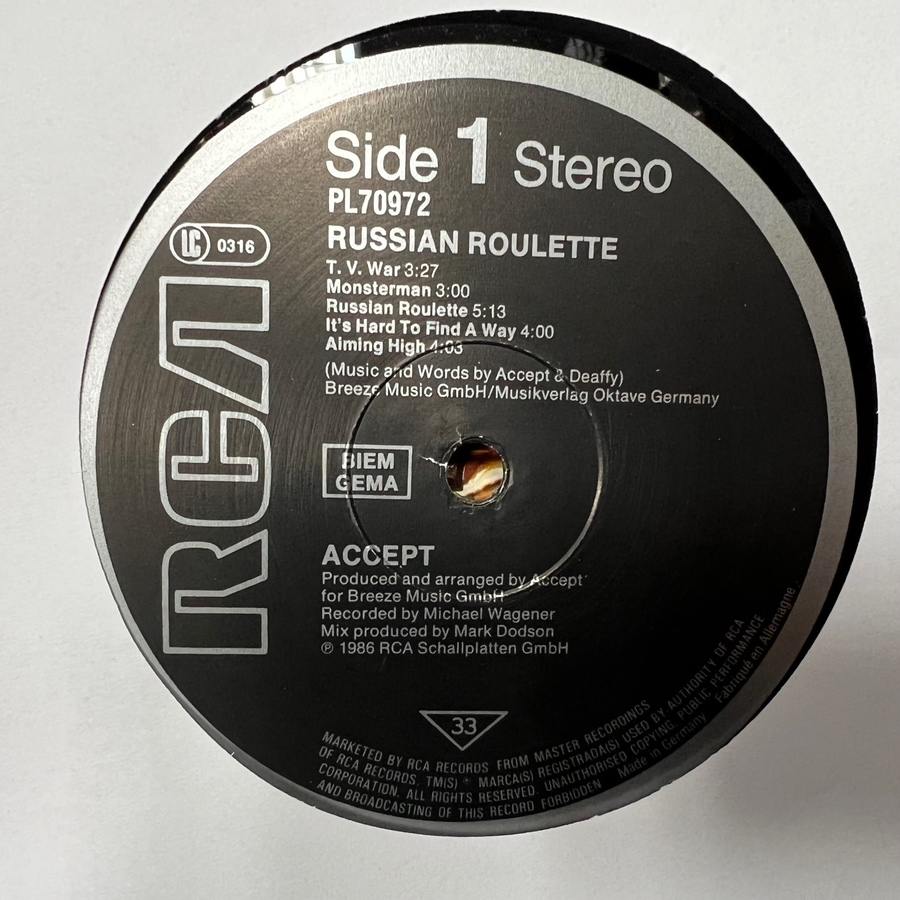 Side 1 Stereo
PL70972
LC 0316
RUSSIAN ROULETTE
T. V. War 3:27
Monsterman 3:00
Russian Roulette 5:13
It's Hard To Find A Way 4:00
Aiming High 4:03
(Music and Words by Accept & Deaffy)
Breeze Music GmbH/Musikverlag Oktave Germany
RCA
BIEM
GEMA
ACCEPT
Produced and arranged by Accept
for Breeze Music GmbH
Recorded by Michael Wagener
Mix produced by Mark Dodson
℗ 1986 RCA Schallplatten GmbH
33
MARKETED BY RCA RECORDS FROM MASTER RECORDINGS
OF RCA RECORDS. TM(S) ® MARCA(S) REGISTRADA(S) USED BY AUTHORITY OF RCA
CORPORATION. ALL RIGHTS RESERVED. UNAUTHORISED COPYING, PUBLIC PERFORMANCE
AND BROADCASTING OF THIS RECORD FORBIDDEN Made in Germany Fabriqué en Allemagne